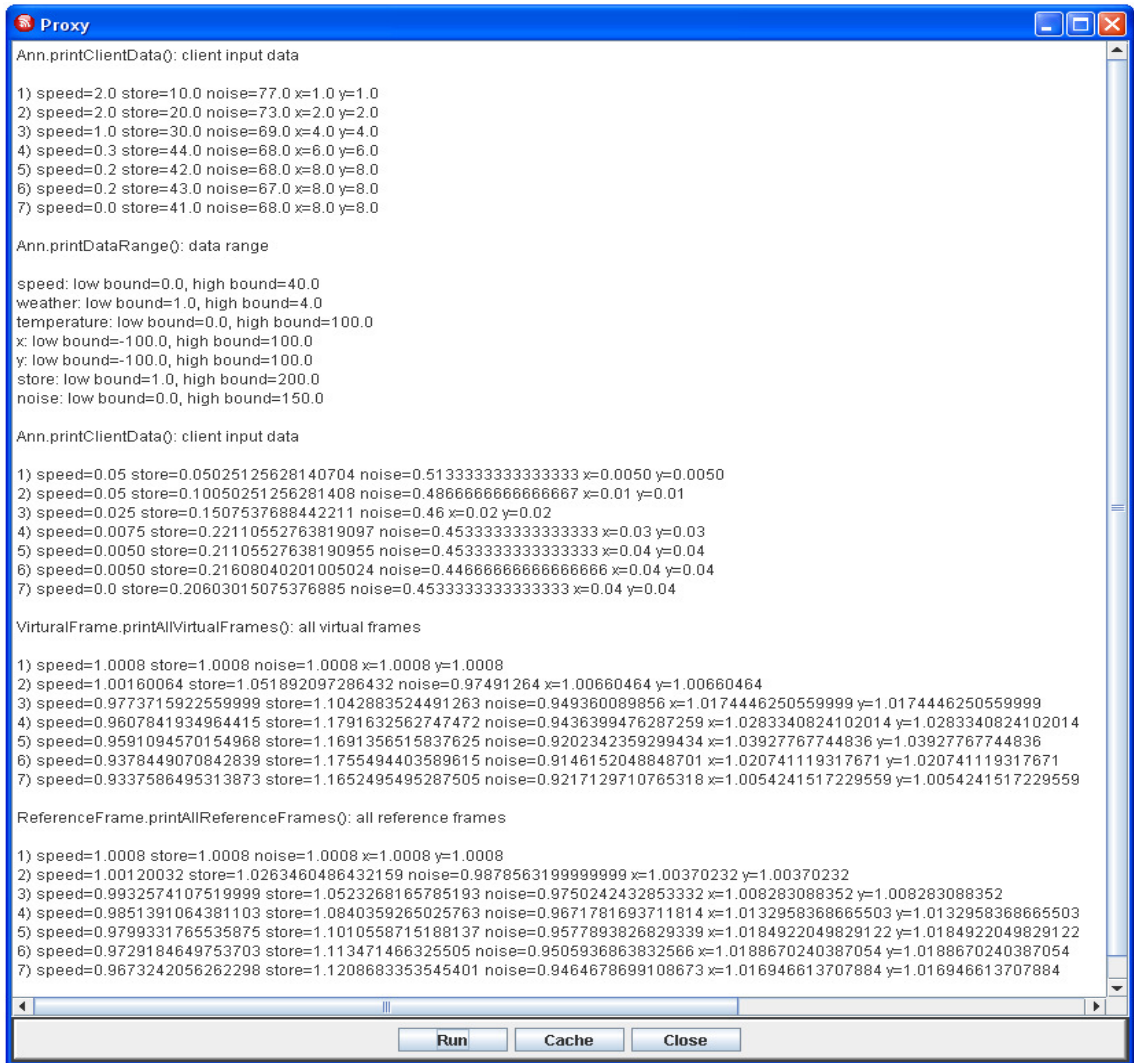 Proxy
Ann.printClientData(): client input data
1) speed=2.0 store=10.0 noise=77.0 x=1.0 y=1.0
2) speed=2.0 store=20.0 noise=73.0 x=2.0 y=2.0
3) speed=1.0 store=30.0 noise=69.0 x=4.0 y=4.0
4) speed=0.3 store=44.0 noise=68.0 x=6.0 y=6.0
5) speed=0.2 store=42.0 noise=68.0 x=8.0 y=8.0
6) speed=0.2 store=43.0 noise=67.0 x=8.0 y=8.0
7) speed=0.0 store=41.0 noise=68.0 x=8.0 y=8.0
Ann.printDataRange(): data range
speed: low bound=0.0, high bound=40.0
weather: low bound=1.0, high bound=4.0
temperature: low bound=0.0, high bound=100.0
x: low bound=-100.0, high bound=100.0
y: low bound=-100.0, high bound=100.0
store: low bound=1.0, high bound=200.0
noise: low bound=0.0, high bound=150.0
Ann.printClientData(): client input data
1) speed=0.05 store=0.05025125628140704 noise=0.5133333333333333 x=0.0050 y=0.0050
2) speed=0.05 store=0.10050251256281408 noise=0.4866666666666667 x=0.01 y=0.01
3) speed=0.025 store=0.1507537688442211 noise=0.46 x=0.02 y=0.02
4) speed=0.0075 store=0.22110552763819097 noise=0.45333333333333333 x=0.03 y=0.03
5) speed=0.0050 store=0.21105527638190955 noise=0.4533333333333333 x=0.04 y=0.04
6) speed=0.0050 store=0.21608040201005024 noise=0.44666666666666666 x=0.04 y=0.04
7) speed=0.0 store=0.20603015075376885 noise=0.4533333333333333 x=0.04 y=0.04
VirturalFrame.printAllVirtualFrames(): all virtual frames
1) speed=1.0008 store=1.0008 noise=1.0008 x=1.0008 y=1.0008
2) speed=1.00160064 store=1.051892097286432 noise=0.97491264 x=1.00660464 y=1.00660464
3) speed=0.9773715922559999 store=1.1042883524491263 noise=0.949360089856 x=1.0174446250559999 y=1.0174446250559999
4) speed=0.9607841934964415 store=1.1791632562747472 noise=0.9436399476287259 x=1.0283340824102014 y=1.0283340824102014
5) speed=0.9591094570154968 store=1.1691356515837625 noise=0.9202342359299434 x=1.03927767744836 y=1.03927767744836
6) speed=0.9378449070842839 store=1.1755494403589615 noise=0.9146152048848701 x=1.020741119317671 y=1.020741119317671
7) speed=0.9337586495313873 store=1.1652495495287505 noise=0.9217129710765318 x=1.0054241517229559 y=1.0054241517229559
ReferenceFrame.printAllReferenceFrames(): all reference frames
1) speed=1.0008 store=1.0008 noise=1.0008 x=1.0008 y=1.0008
2) speed=1.00120032 store=1.0263460486432159 noise=0.9878563199999999 x=1.00370232 y=1.00370232
3) speed=0.9932574107519999 store=1.0523268165785193 noise=0.9750242432853332 x=1.008283088352 y=1.008283088352
4) speed=0.9851391064381103 store=1.0840359265025763 noise=0.9671781693711814 x=1.0132958368665503 y=1.0132958368665503
5) speed=0.9799331765535875 store=1.1010558715188137 noise=0.9577893826829339 x=1.0184922049829122 y=1.0184922049829122
6) speed=0.9729184649753703 store=1.113471466325505 noise=0.9505936863832566 x=1.0188670240387054 y=1.0188670240387054
7) speed=0.9673242056262298 store=1.1208683353545401 noise=0.9464678699108673 x=1.016946613707884 y=1.016946613707884
Run Cache Close